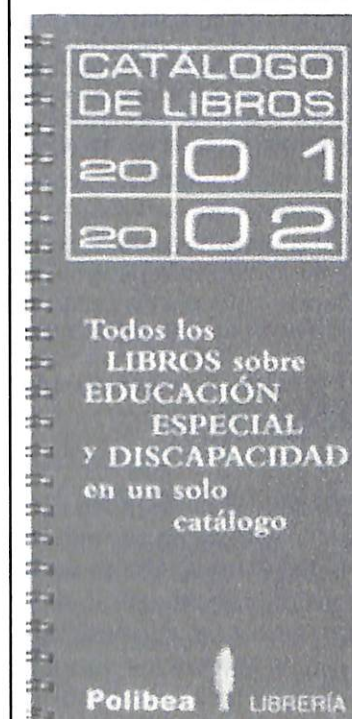 CATÁLOGO
DE LIBROS
20 01
20 02
Todos los
LIBROS sobre
EDUCACIÓN
ESPECIAL
y DISCAPACIDAD
en un solo
catálogo
Polibea LIBRERÍA